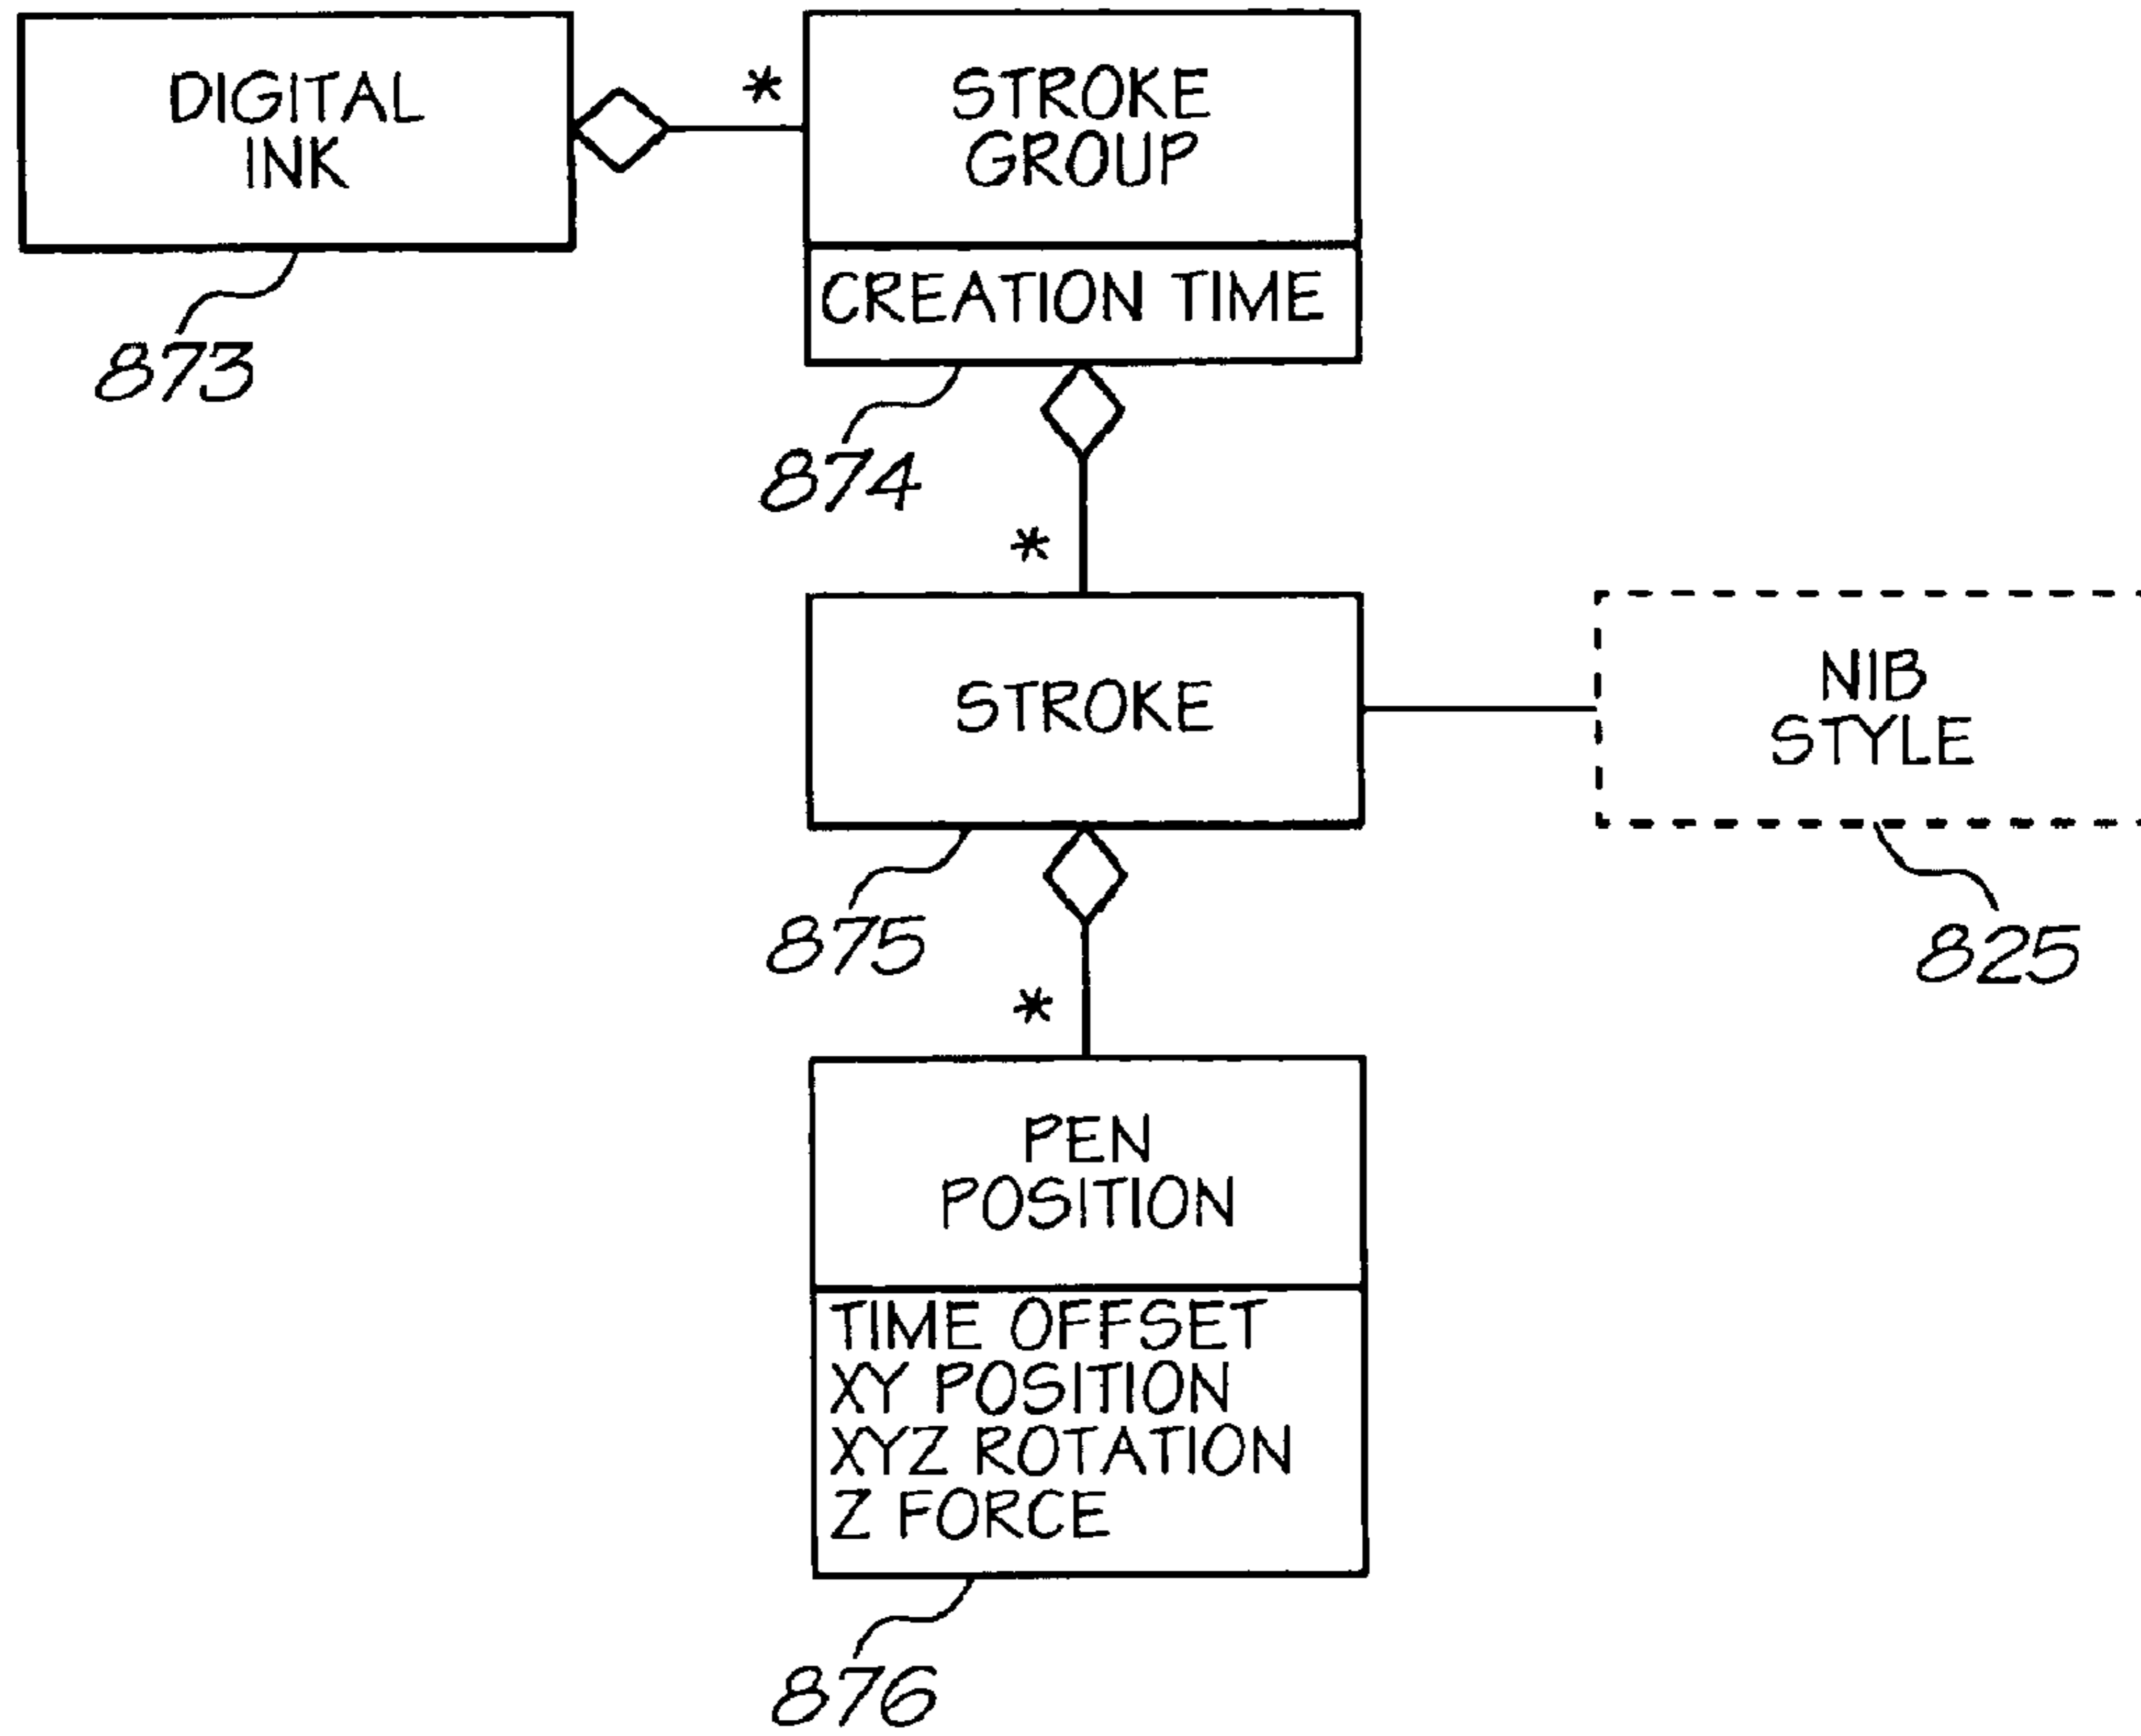 DIGITAL
INK
*
STROKE
GROUP
CREATION TIME
873
874
*
STROKE
NIB
STYLE
875
825
*
PEN
POSITION
TIME OFFSET
XY POSITION
XYZ ROTATION
Z FORCE
876